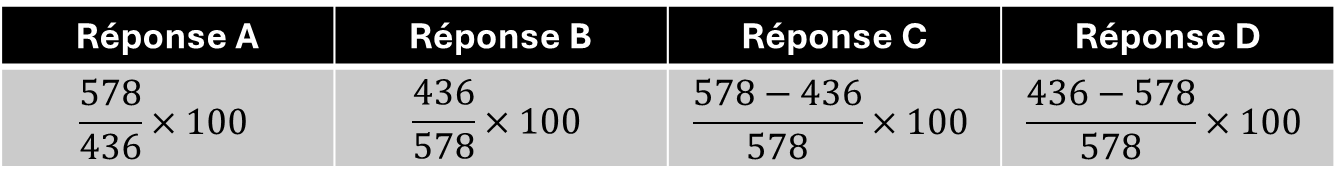 Réponse A Réponse B Réponse C Réponse D
578/436 × 100 436/578 × 100 (578 − 436)/578 × 100 (436 − 578)/578 × 100